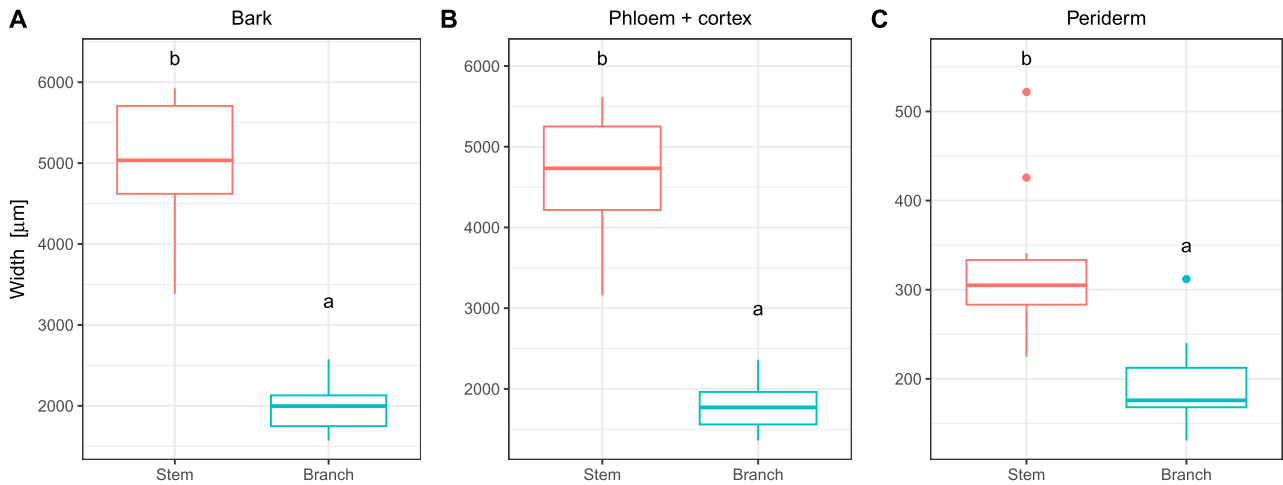 A Bark
b
6000
5000
4000
3000
2000
a
Width [μm]
Stem Branch
B Phloem + cortex
b
6000
5000
4000
3000
2000
a
Stem Branch
C Periderm
b
500
400
300
200
a
Stem Branch